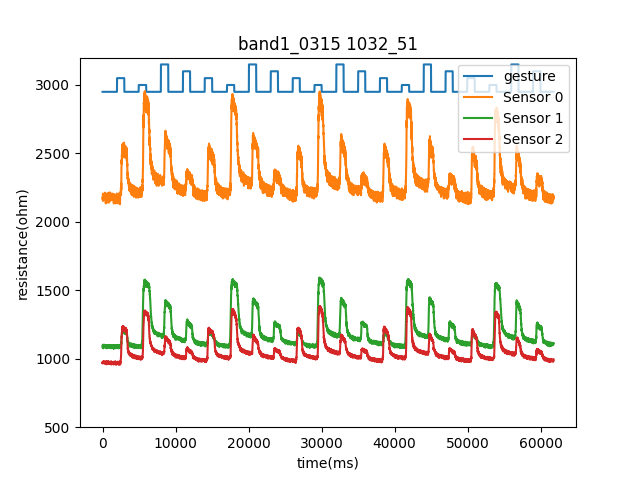 band1_0315 1032_51
gesture
Sensor 0
Sensor 1
Sensor 2
3000
2500
2000
1500
1000
500
resistance(ohm)
0 10000 20000 30000 40000 50000 60000
time(ms)